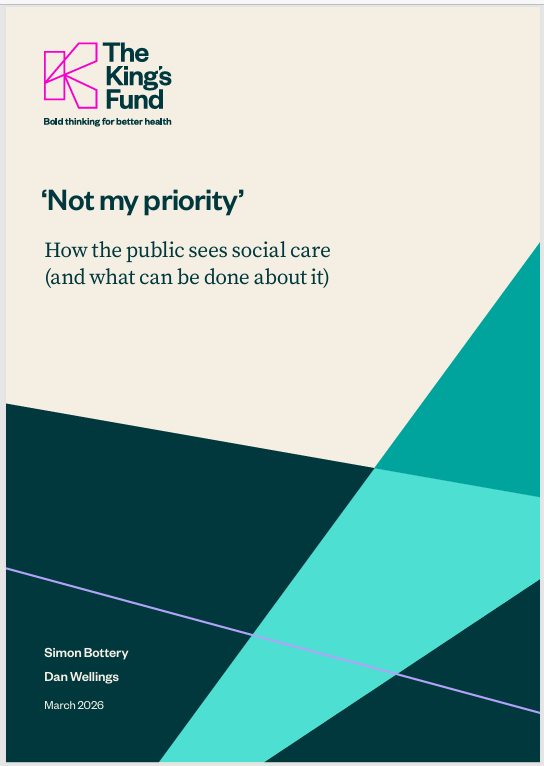 The
King's
Fund
Bold thinking for better health
‘Not my priority’
How the public sees social care
(and what can be done about it)
Simon Bottery
Dan Wellings
March 2026